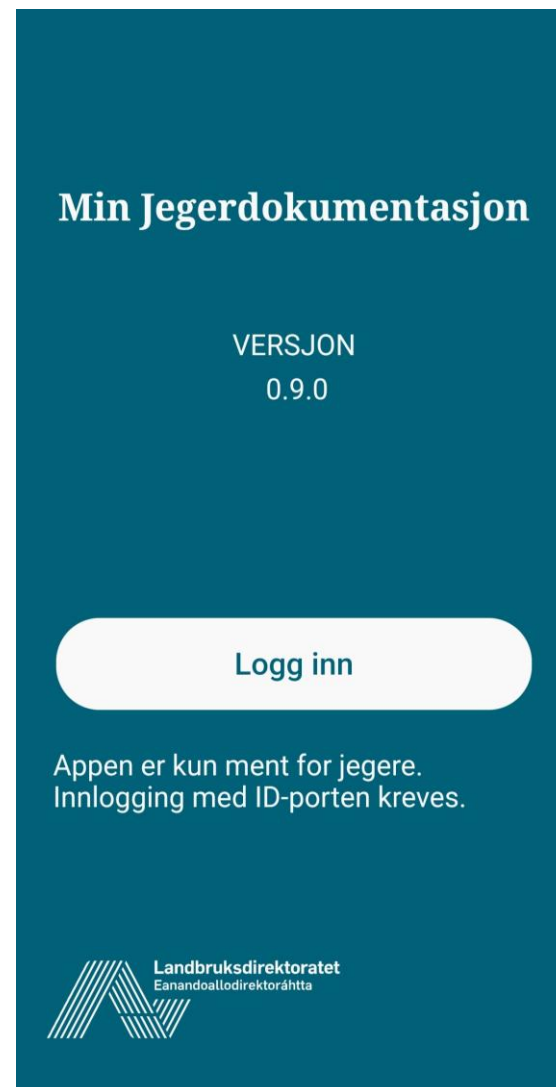 Min Jegerdokumentasjon
VERSJON
0.9.0
Logg inn
Appen er kun ment for jegere.
Innlogging med ID-porten kreves.
Landbruksdirektoratet
Eanandoallodirektoráhtta